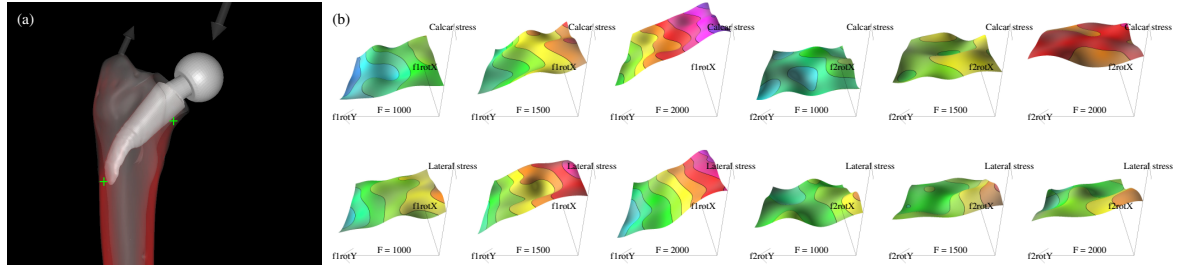 (a)
(b)
Calcar stress Calcar stress Calcar stress Calcar stress Calcar stress Calcar stress
f1rotX f1rotX f1rotX f2rotX f2rotX f2rotX
F = 1000 F = 1500 F = 2000 F = 1000 F = 1500 F = 2000
f1rotY f1rotY f1rotY f2rotY f2rotY f2rotY
Lateral stress Lateral stress Lateral stress Lateral stress Lateral stress Lateral stress
f1rotX f1rotX f1rotX f2rotX f2rotX f2rotX
F = 1000 F = 1500 F = 2000 F = 1000 F = 1500 F = 2000
f1rotY f1rotY f1rotY f2rotY f2rotY f2rotY